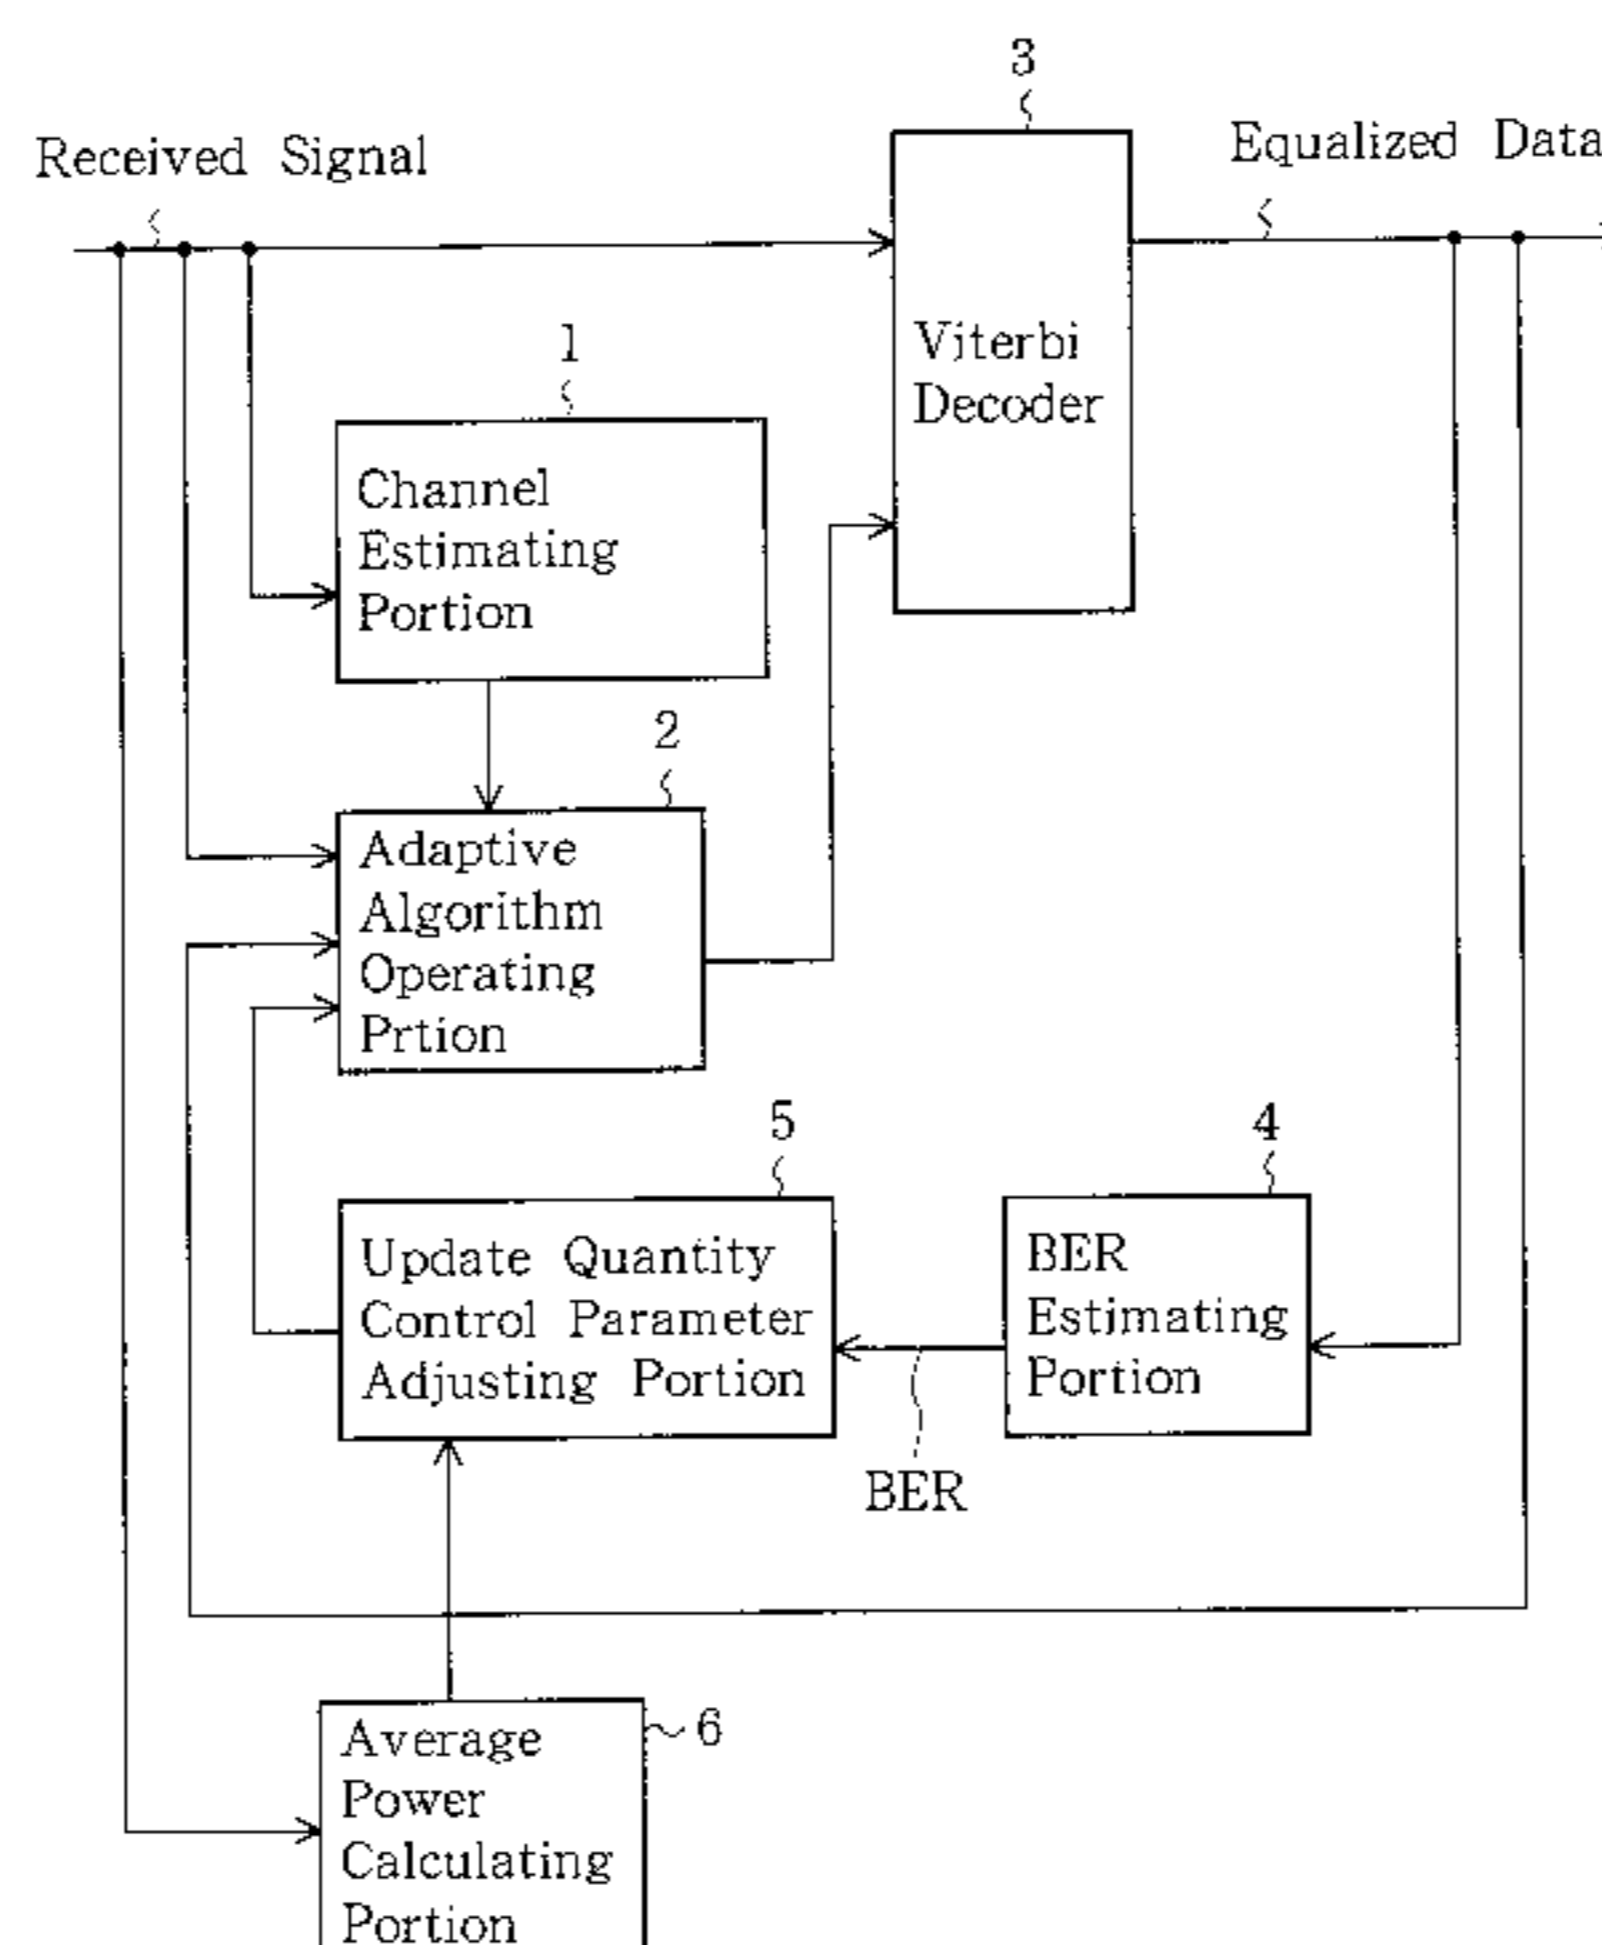 3
Received Signal
Equalized Data
Viterbi
Decoder
1
Channel
Estimating
Portion
2
Adaptive
Algorithm
Operating
Prtion
5
4
Update Quantity
Control Parameter
Adjusting Portion
BER
Estimating
Portion
BER
6
Average
Power
Calculating
Portion